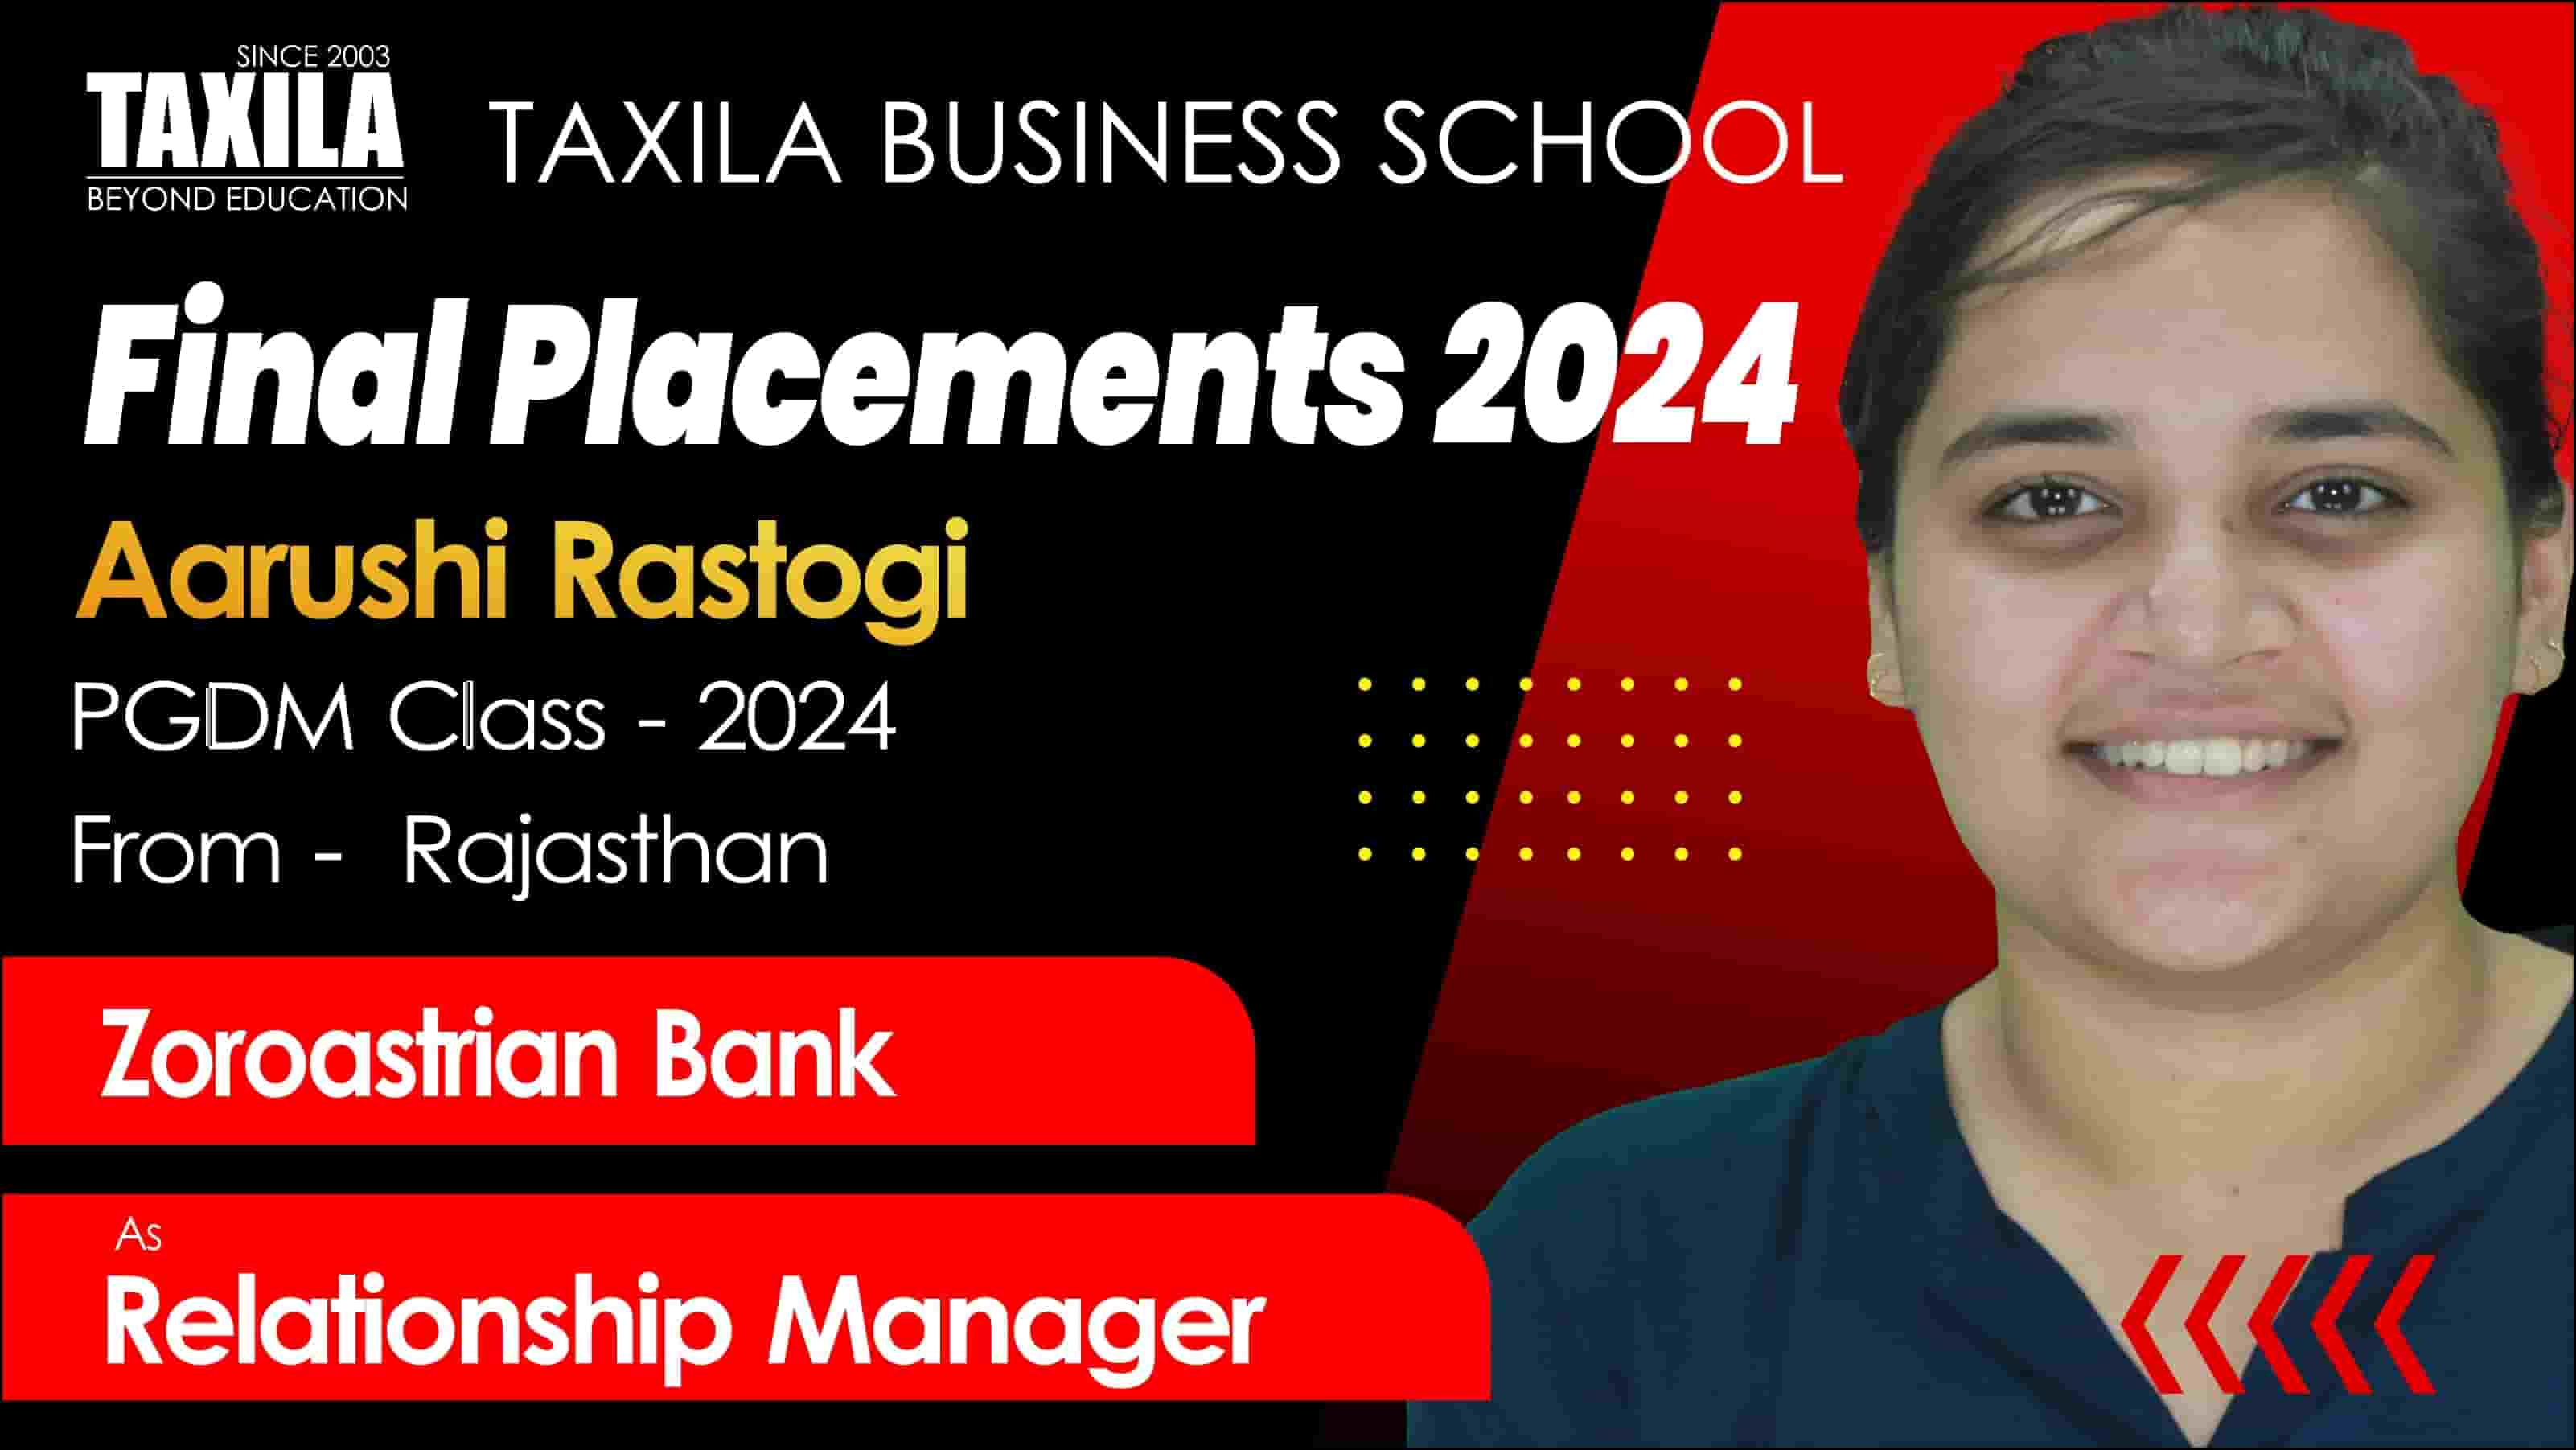 SINCE 2003
TAXILA
BEYOND EDUCATION
TAXILA BUSINESS SCHOOL
Final Placements 2024
Aarushi Rastogi
PGDM Class - 2024
From - Rajasthan
Zoroastrian Bank
As
Relationship Manager